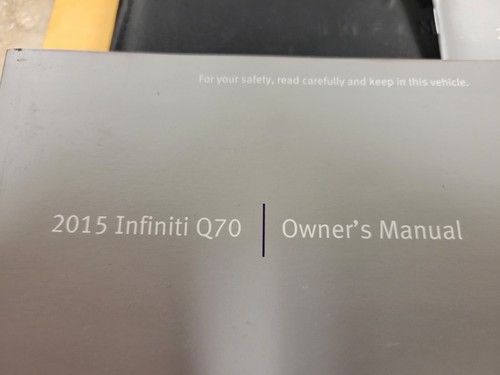 For your safety, read carefully and keep in this vehicle.
2015 Infiniti Q70 | Owner's Manual